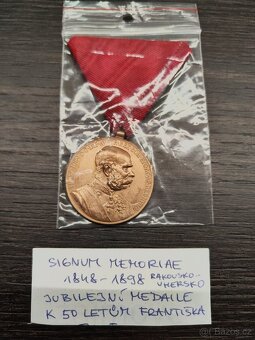 SIGNUM MEMORIAE
1848-1898 RAKOUSKO-
UHERSKO
JUBILEJNÍ MEDAILE
K 50 LETŮM FRANTIŠKA